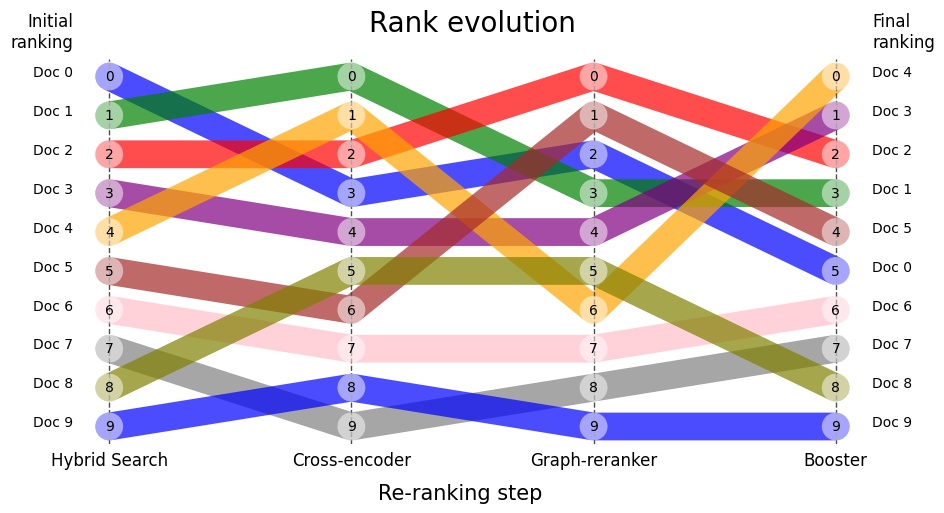 Rank evolution
Initial
ranking
Final
ranking
Doc 0 0 0 0 0 Doc 4
Doc 1 1 1 1 1 Doc 3
Doc 2 2 2 2 2 Doc 2
Doc 3 3 3 3 3 Doc 1
Doc 4 4 4 4 4 Doc 5
Doc 5 5 5 5 5 Doc 0
Doc 6 6 6 6 6 Doc 6
Doc 7 7 7 7 7 Doc 7
Doc 8 8 8 8 8 Doc 8
Doc 9 9 9 9 9 Doc 9
Hybrid Search Cross-encoder Graph-reranker Booster
Re-ranking step